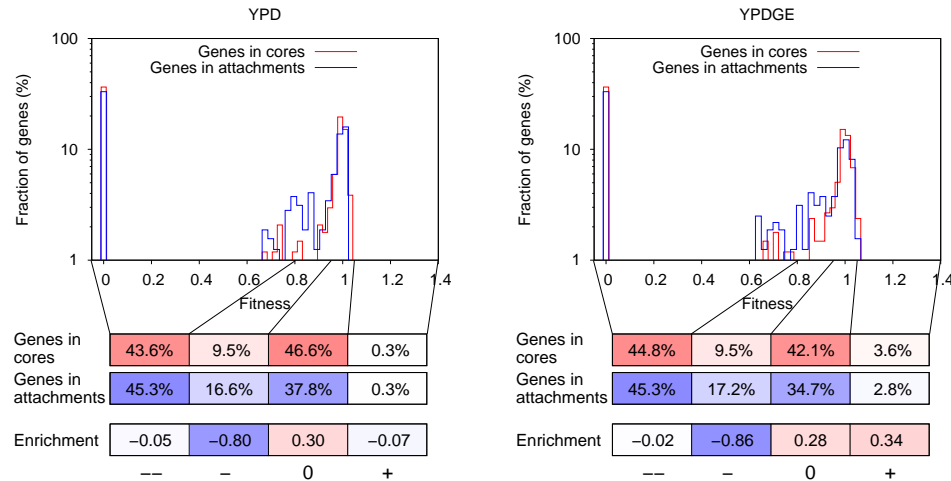 YPD
100
10
1
Fraction of genes (%)
Genes in cores
Genes in attachments
0 0.2 0.4 0.6 0.8 1 1.2 1.4
Fitness
Genes in
cores
43.6% 9.5% 46.6% 0.3%
Genes in
attachments
45.3% 16.6% 37.8% 0.3%
Enrichment
−0.05 −0.80 0.30 −0.07
−− − 0 +
YPDGE
100
10
1
Fraction of genes (%)
Genes in cores
Genes in attachments
0 0.2 0.4 0.6 0.8 1 1.2 1.4
Fitness
Genes in
cores
44.8% 9.5% 42.1% 3.6%
Genes in
attachments
45.3% 17.2% 34.7% 2.8%
Enrichment
−0.02 −0.86 0.28 0.34
−− − 0 +